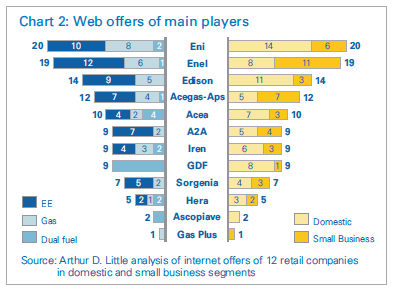 Chart 2: Web offers of main players
20 10 8 2 Eni 14 6 20
19 12 6 1 Enel 8 11 19
14 9 5 Edison 11 3 14
12 7 4 1 Acegas-Aps 5 7 12
10 4 2 4 Acea 7 3 10
9 7 2 A2A 5 4 9
9 4 3 2 Iren 6 3 9
9 GDF 8 1 9
7 5 2 Sorgenia 4 3 7
5 2 1 2 Hera 3 2 5
2 Ascopiave 2
1 Gas Plus 1
EE
Gas
Dual fuel
Domestic
Small Business
Source: Arthur D. Little analysis of internet offers of 12 retail companies
in domestic and small business segments